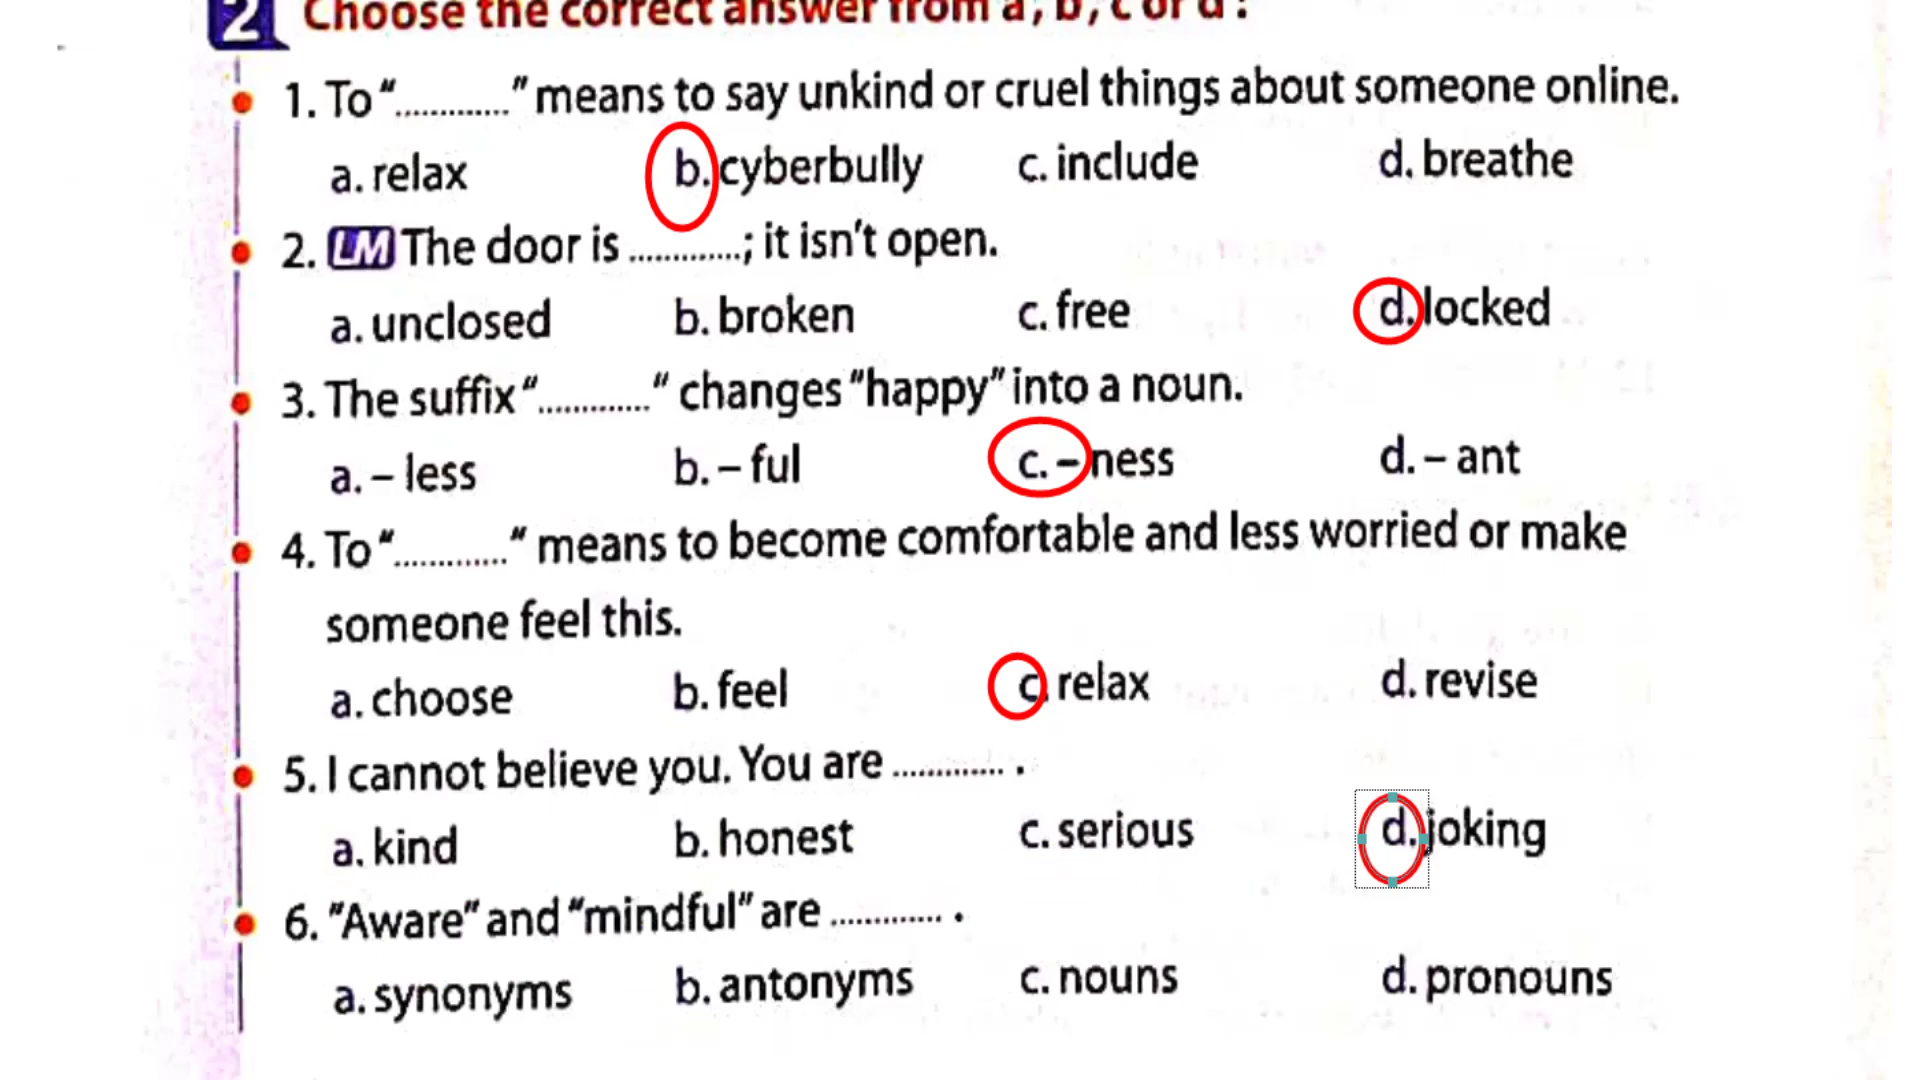 2 Choose the correct answer from a, b, c or d :
1. To “............” means to say unkind or cruel things about someone online.
a. relax b. cyberbully c. include d. breathe
2. LM The door is ............; it isn’t open.
a. unclosed b. broken c. free d. locked
3. The suffix “............“ changes “happy” into a noun.
a. – less b. – ful c. – ness d. – ant
4. To “............“ means to become comfortable and less worried or make
someone feel this.
a. choose b. feel c. relax d. revise
5. I cannot believe you. You are ............ .
a. kind b. honest c. serious d. joking
6. “Aware” and “mindful” are ............ .
a. synonyms b. antonyms c. nouns d. pronouns